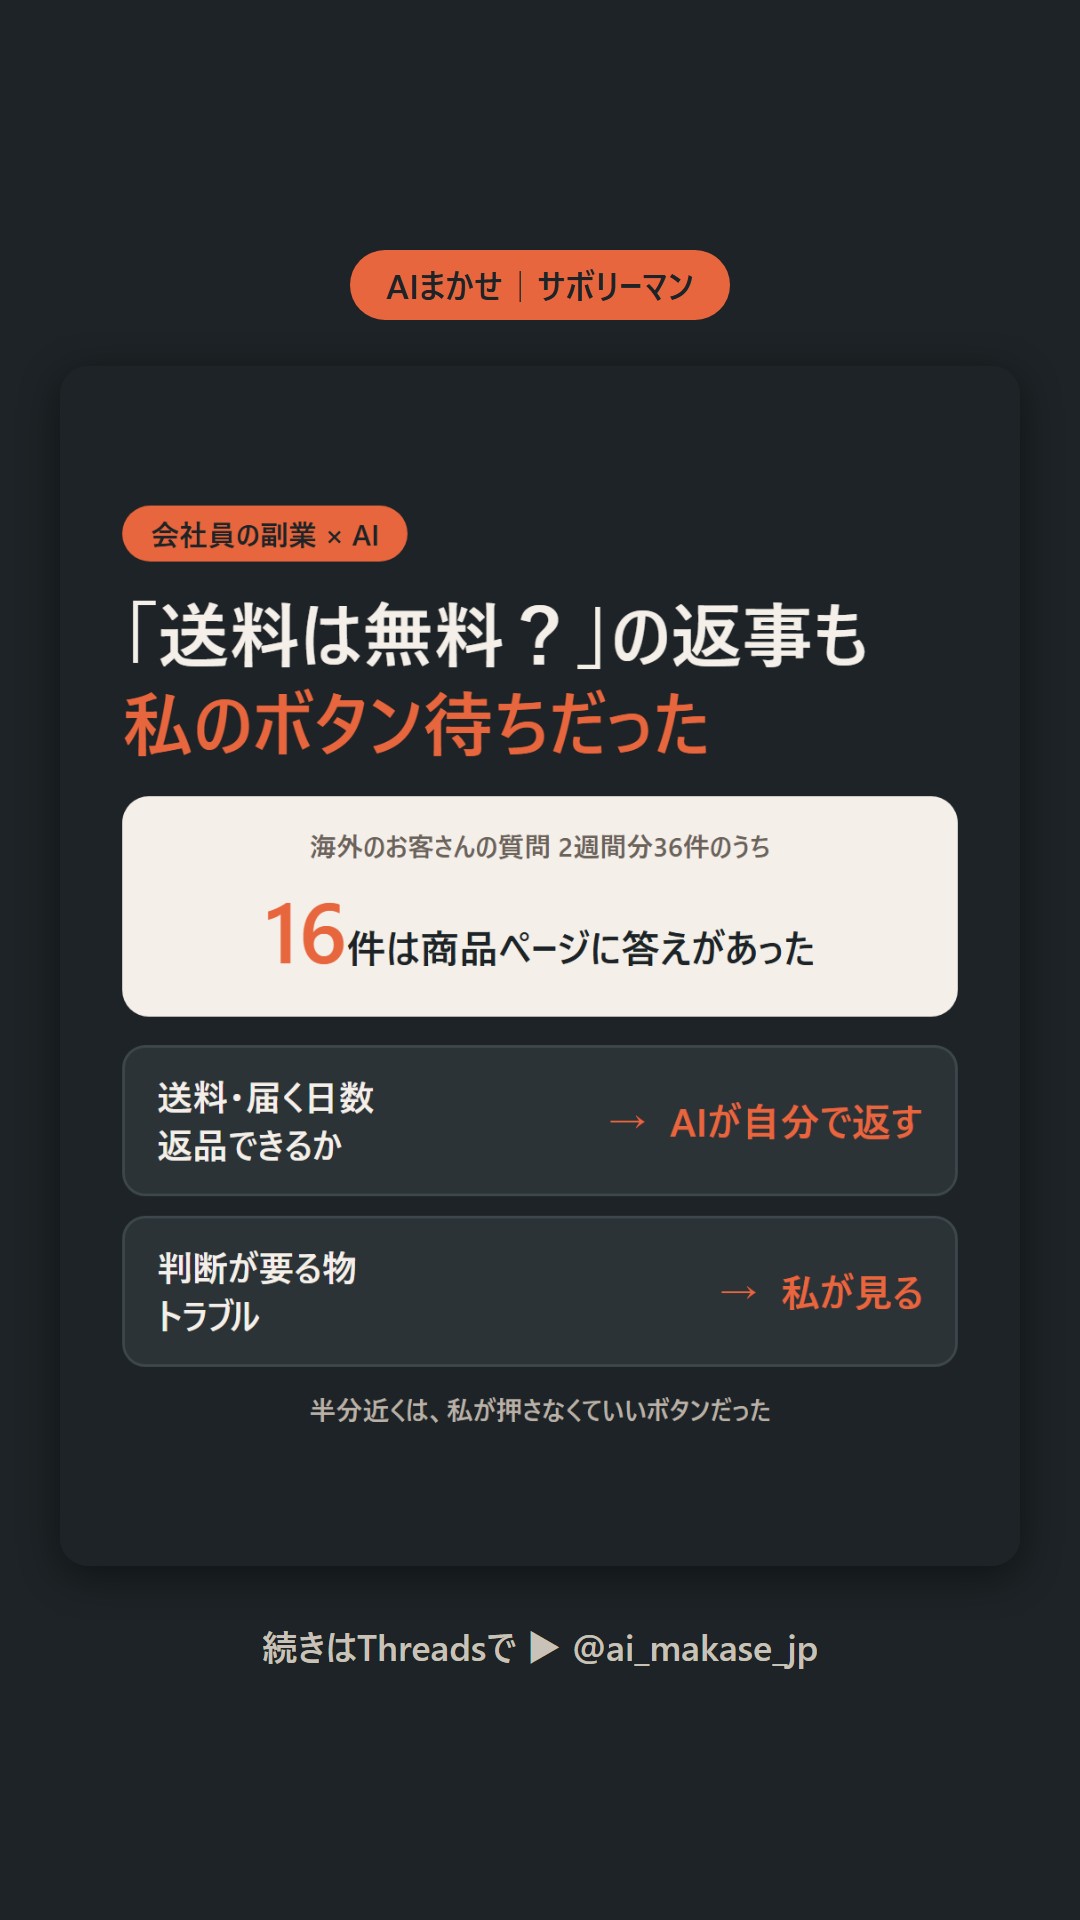 AIまかせ｜サボリーマン
会社員の副業 × AI
「送料は無料？」の返事も
私のボタン待ちだった
海外のお客さんの質問 2週間分36件のうち
16件は商品ページに答えがあった
送料・届く日数
返品できるか
→ AIが自分で返す
判断が要る物
トラブル
→ 私が見る
半分近くは、私が押さなくていいボタンだった
続きはThreadsで ▶ @ai_makase_jp